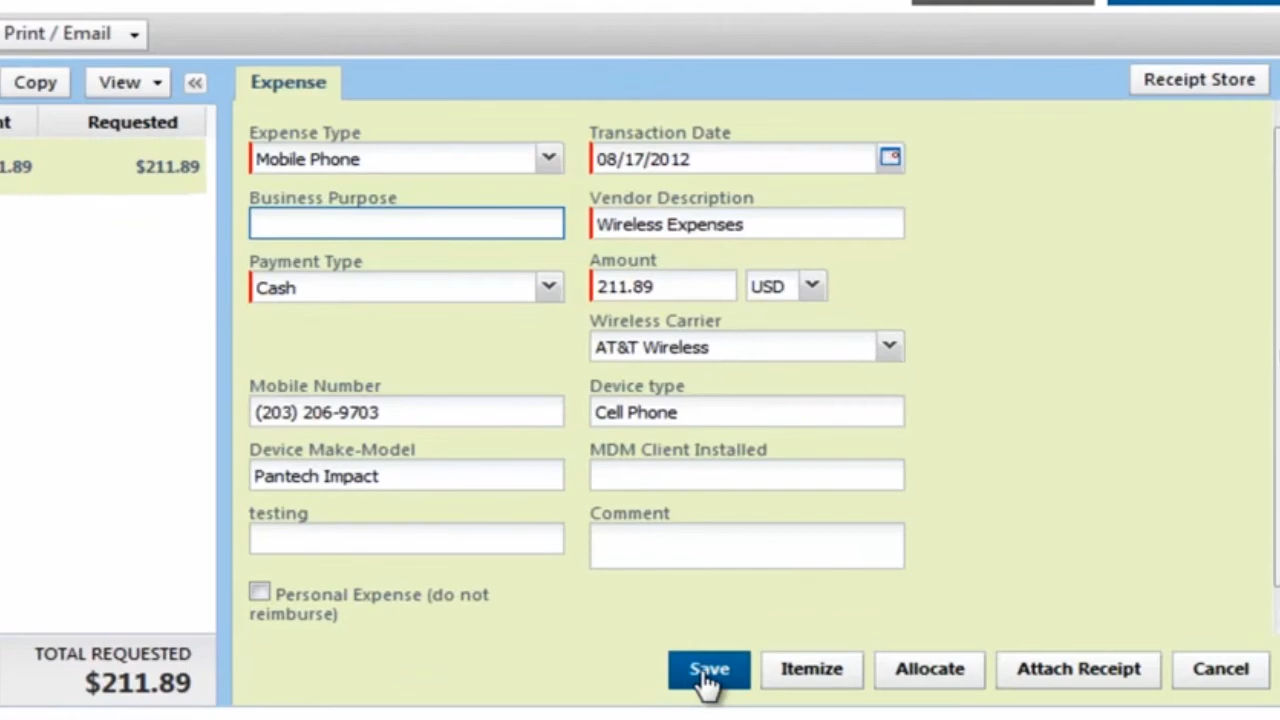 Print / Email
Copy
View
Expense
Receipt Store
Requested
$211.89
Expense Type
Transaction Date
Mobile Phone
08/17/2012
Business Purpose
Vendor Description
Wireless Expenses
Payment Type
Amount
Cash
211.89
USD
Wireless Carrier
AT&T Wireless
Mobile Number
Device type
(203) 206-9703
Cell Phone
Device Make-Model
MDM Client Installed
Pantech Impact
testing
Comment
Personal Expense (do not
reimburse)
TOTAL REQUESTED
$211.89
Save
Itemize
Allocate
Attach Receipt
Cancel